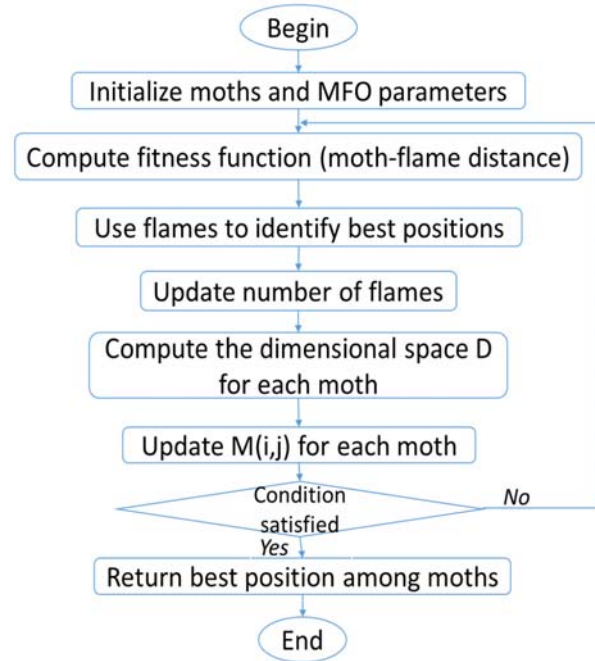 Begin
Initialize moths and MFO parameters
Compute fitness function (moth-flame distance)
Use flames to identify best positions
Update number of flames
Compute the dimensional space D
for each moth
Update M(i,j) for each moth
Condition
satisfied
No
Yes
Return best position among moths
End